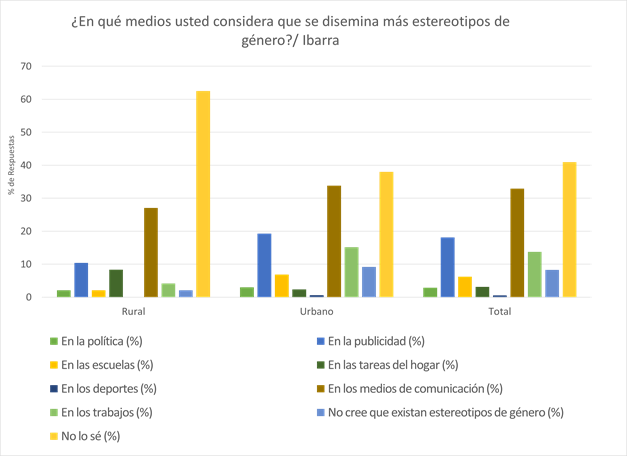 ¿En qué medios usted considera que se disemina más estereotipos de
género?/ Ibarra
70
60
50
40
30
20
10
0
% de Respuestas
Rural
Urbano
Total
En la política (%)
En la publicidad (%)
En las escuelas (%)
En las tareas del hogar (%)
En los deportes (%)
En los medios de comunicación (%)
En los trabajos (%)
No cree que existan estereotipos de género (%)
No lo sé (%)